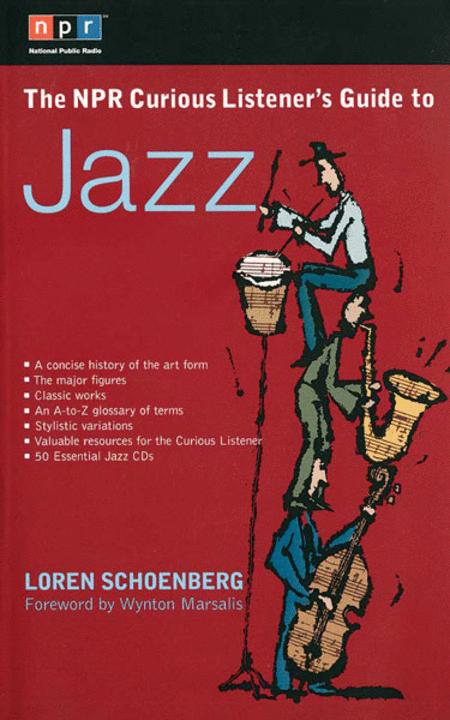 npr
National Public Radio
The NPR Curious Listener's Guide to
Jazz
▪ A concise history of the art form
▪ The major figures
▪ Classic works
▪ An A-to-Z glossary of terms
▪ Stylistic variations
▪ Valuable resources for the Curious Listener
▪ 50 Essential Jazz CDs
LOREN SCHOENBERG
Foreword by Wynton Marsalis